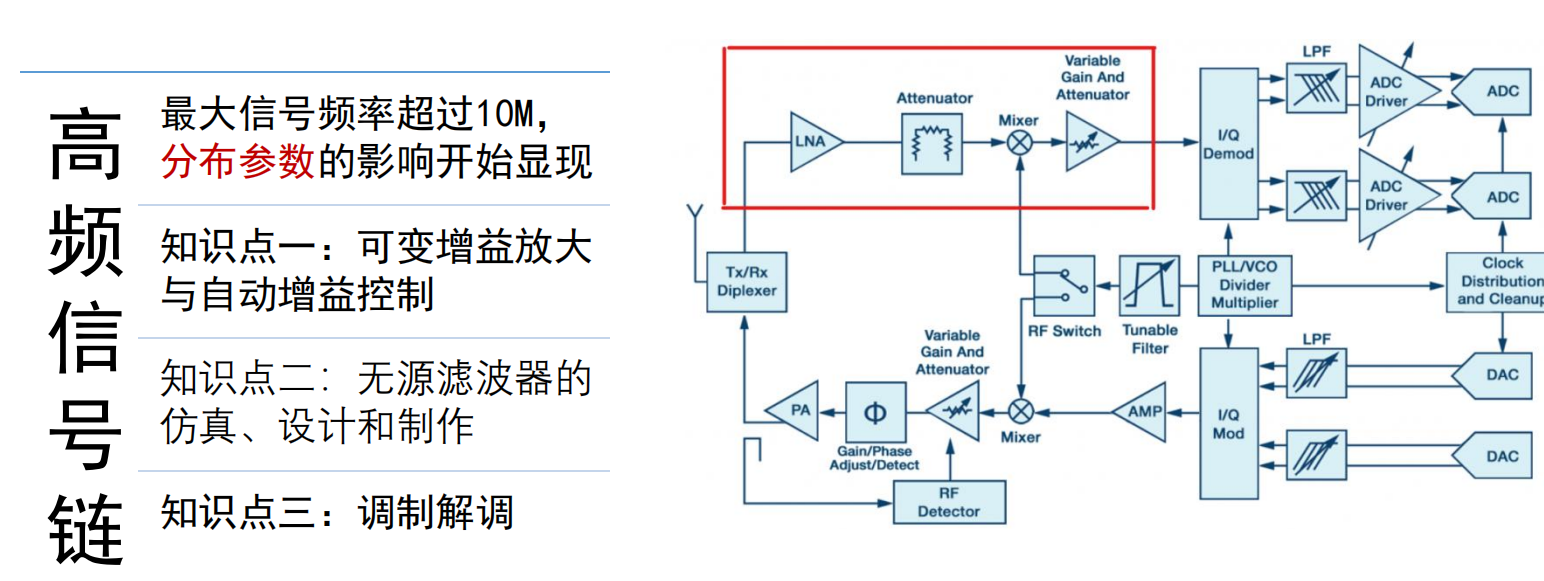 高频信号链
最大信号频率超过10M，
分布参数的影响开始显现
知识点一：可变增益放大
与自动增益控制
知识点二：无源滤波器的
仿真、设计和制作
知识点三：调制解调
LNA
Attenuator
Mixer
Variable
Gain And
Attenuator
I/Q
Demod
LPF
ADC
Driver
ADC
ADC
Driver
ADC
Tx/Rx
Diplexer
RF Switch
Tunable
Filter
PLL/VCO
Divider
Multiplier
Clock
Distribution
and Cleanup
PA
Φ
Gain/Phase
Adjust/Detect
Variable
Gain And
Attenuator
Mixer
AMP
I/Q
Mod
LPF
DAC
DAC
RF
Detector